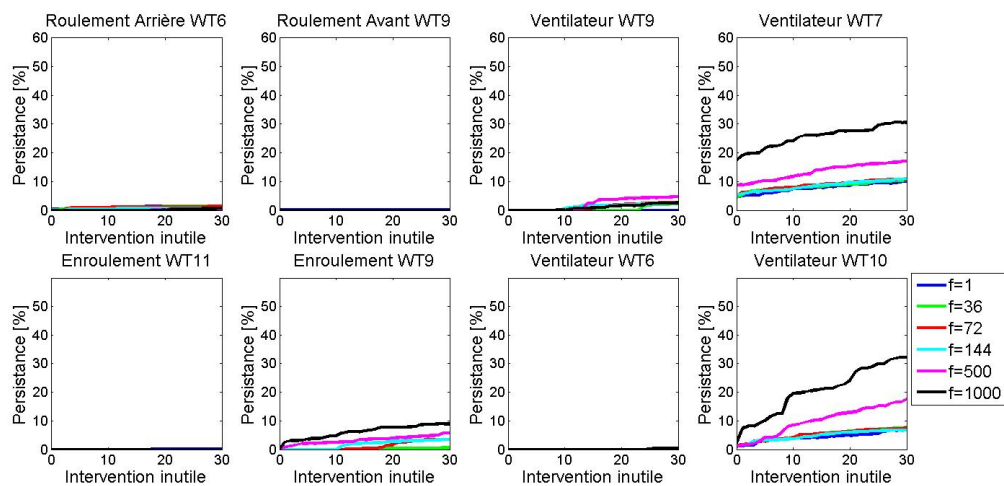 Roulement Arrière WT6
Roulement Avant WT9
Ventilateur WT9
Ventilateur WT7
60
50
40
30
20
10
0
Persistance [%]
0 10 20 30
Intervention inutile
60
50
40
30
20
10
0
Persistance [%]
0 10 20 30
Intervention inutile
60
50
40
30
20
10
0
Persistance [%]
0 10 20 30
Intervention inutile
60
50
40
30
20
10
0
Persistance [%]
0 10 20 30
Intervention inutile
Enroulement WT11
Enroulement WT9
Ventilateur WT6
Ventilateur WT10
50
40
30
20
10
0
Persistance [%]
0 10 20 30
Intervention inutile
50
40
30
20
10
0
Persistance [%]
0 10 20 30
Intervention inutile
50
40
30
20
10
0
Persistance [%]
0 10 20 30
Intervention inutile
50
40
30
20
10
0
Persistance [%]
0 10 20 30
Intervention inutile
f=1
f=36
f=72
f=144
f=500
f=1000